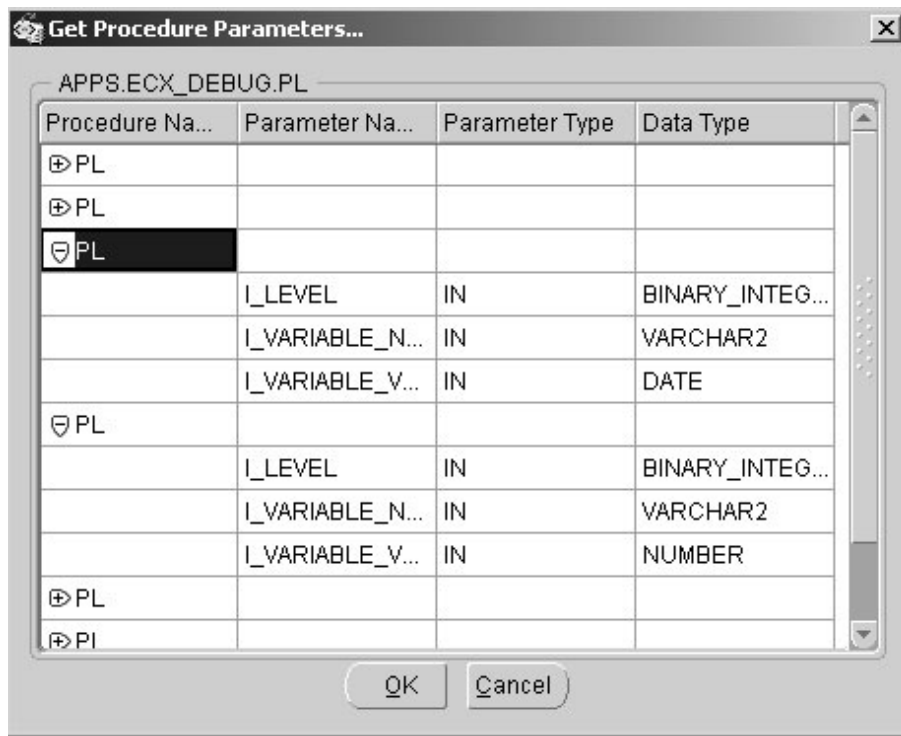 Get Procedure Parameters...
APPS.ECX_DEBUG.PL
Procedure Na... Parameter Na... Parameter Type Data Type
PL
PL
PL
I_LEVEL IN BINARY_INTEG...
I_VARIABLE_N... IN VARCHAR2
I_VARIABLE_V... IN DATE
PL
I_LEVEL IN BINARY_INTEG...
I_VARIABLE_N... IN VARCHAR2
I_VARIABLE_V... IN NUMBER
PL
PL
OK Cancel